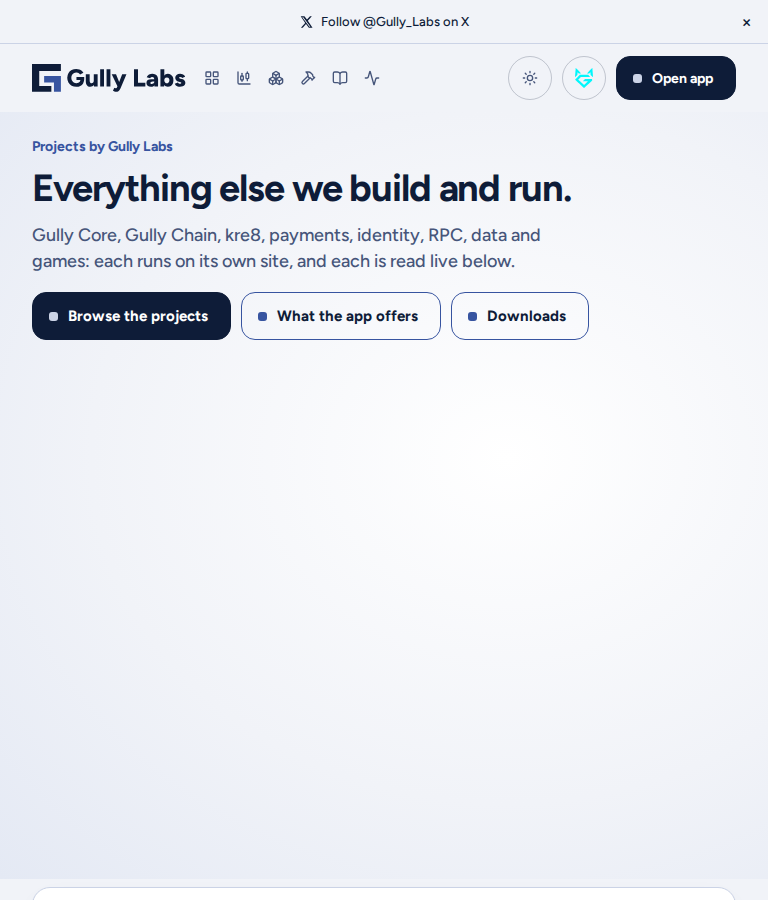 Follow @Gully_Labs on X
×
Gully Labs
Open app
Projects by Gully Labs
Everything else we build and run.
Gully Core, Gully Chain, kre8, payments, identity, RPC, data and
games: each runs on its own site, and each is read live below.
Browse the projects
What the app offers
Downloads